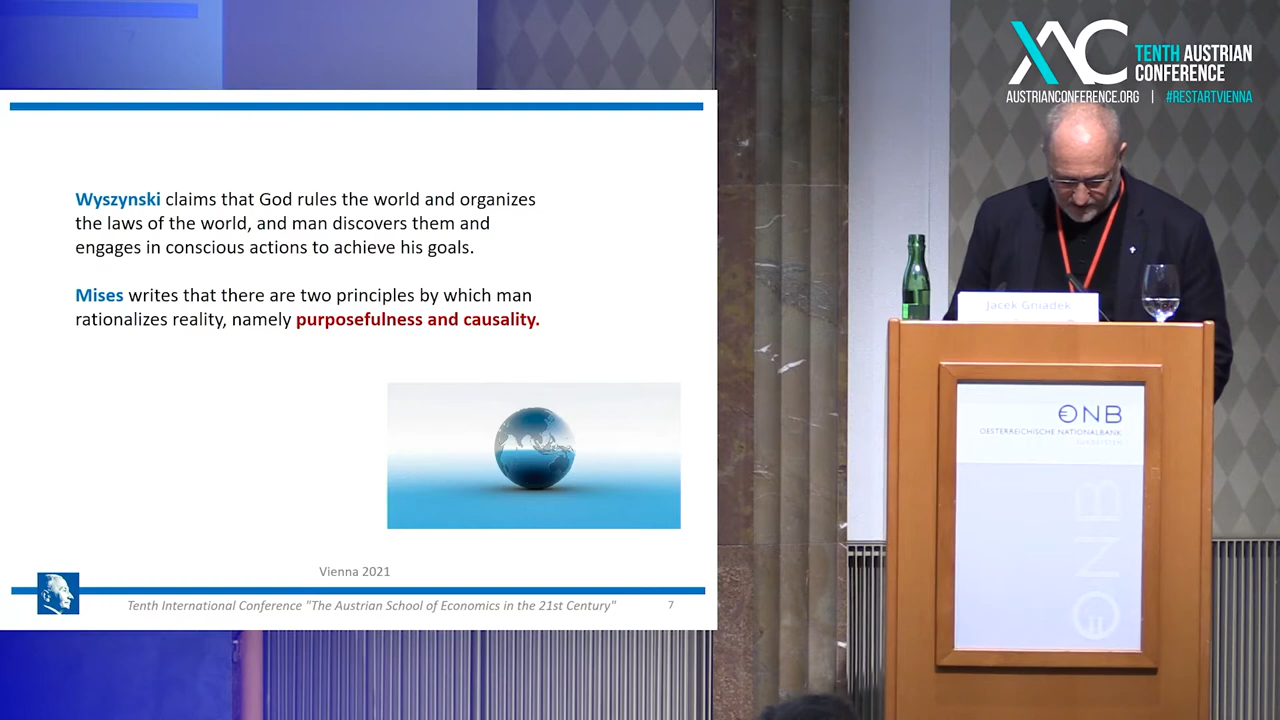 XAC TENTH AUSTRIAN
CONFERENCE
AUSTRIANCONFERENCE.ORG | #RESTARTVIENNA
Wyszynski claims that God rules the world and organizes
the laws of the world, and man discovers them and
engages in conscious actions to achieve his goals.
Mises writes that there are two principles by which man
rationalizes reality, namely purposefulness and causality.
Vienna 2021
Tenth International Conference "The Austrian School of Economics in the 21st Century"
7
Jacek Gniadek
ONB
OESTERREICHISCHE NATIONALBANK
EUROSYSTEM
ONB